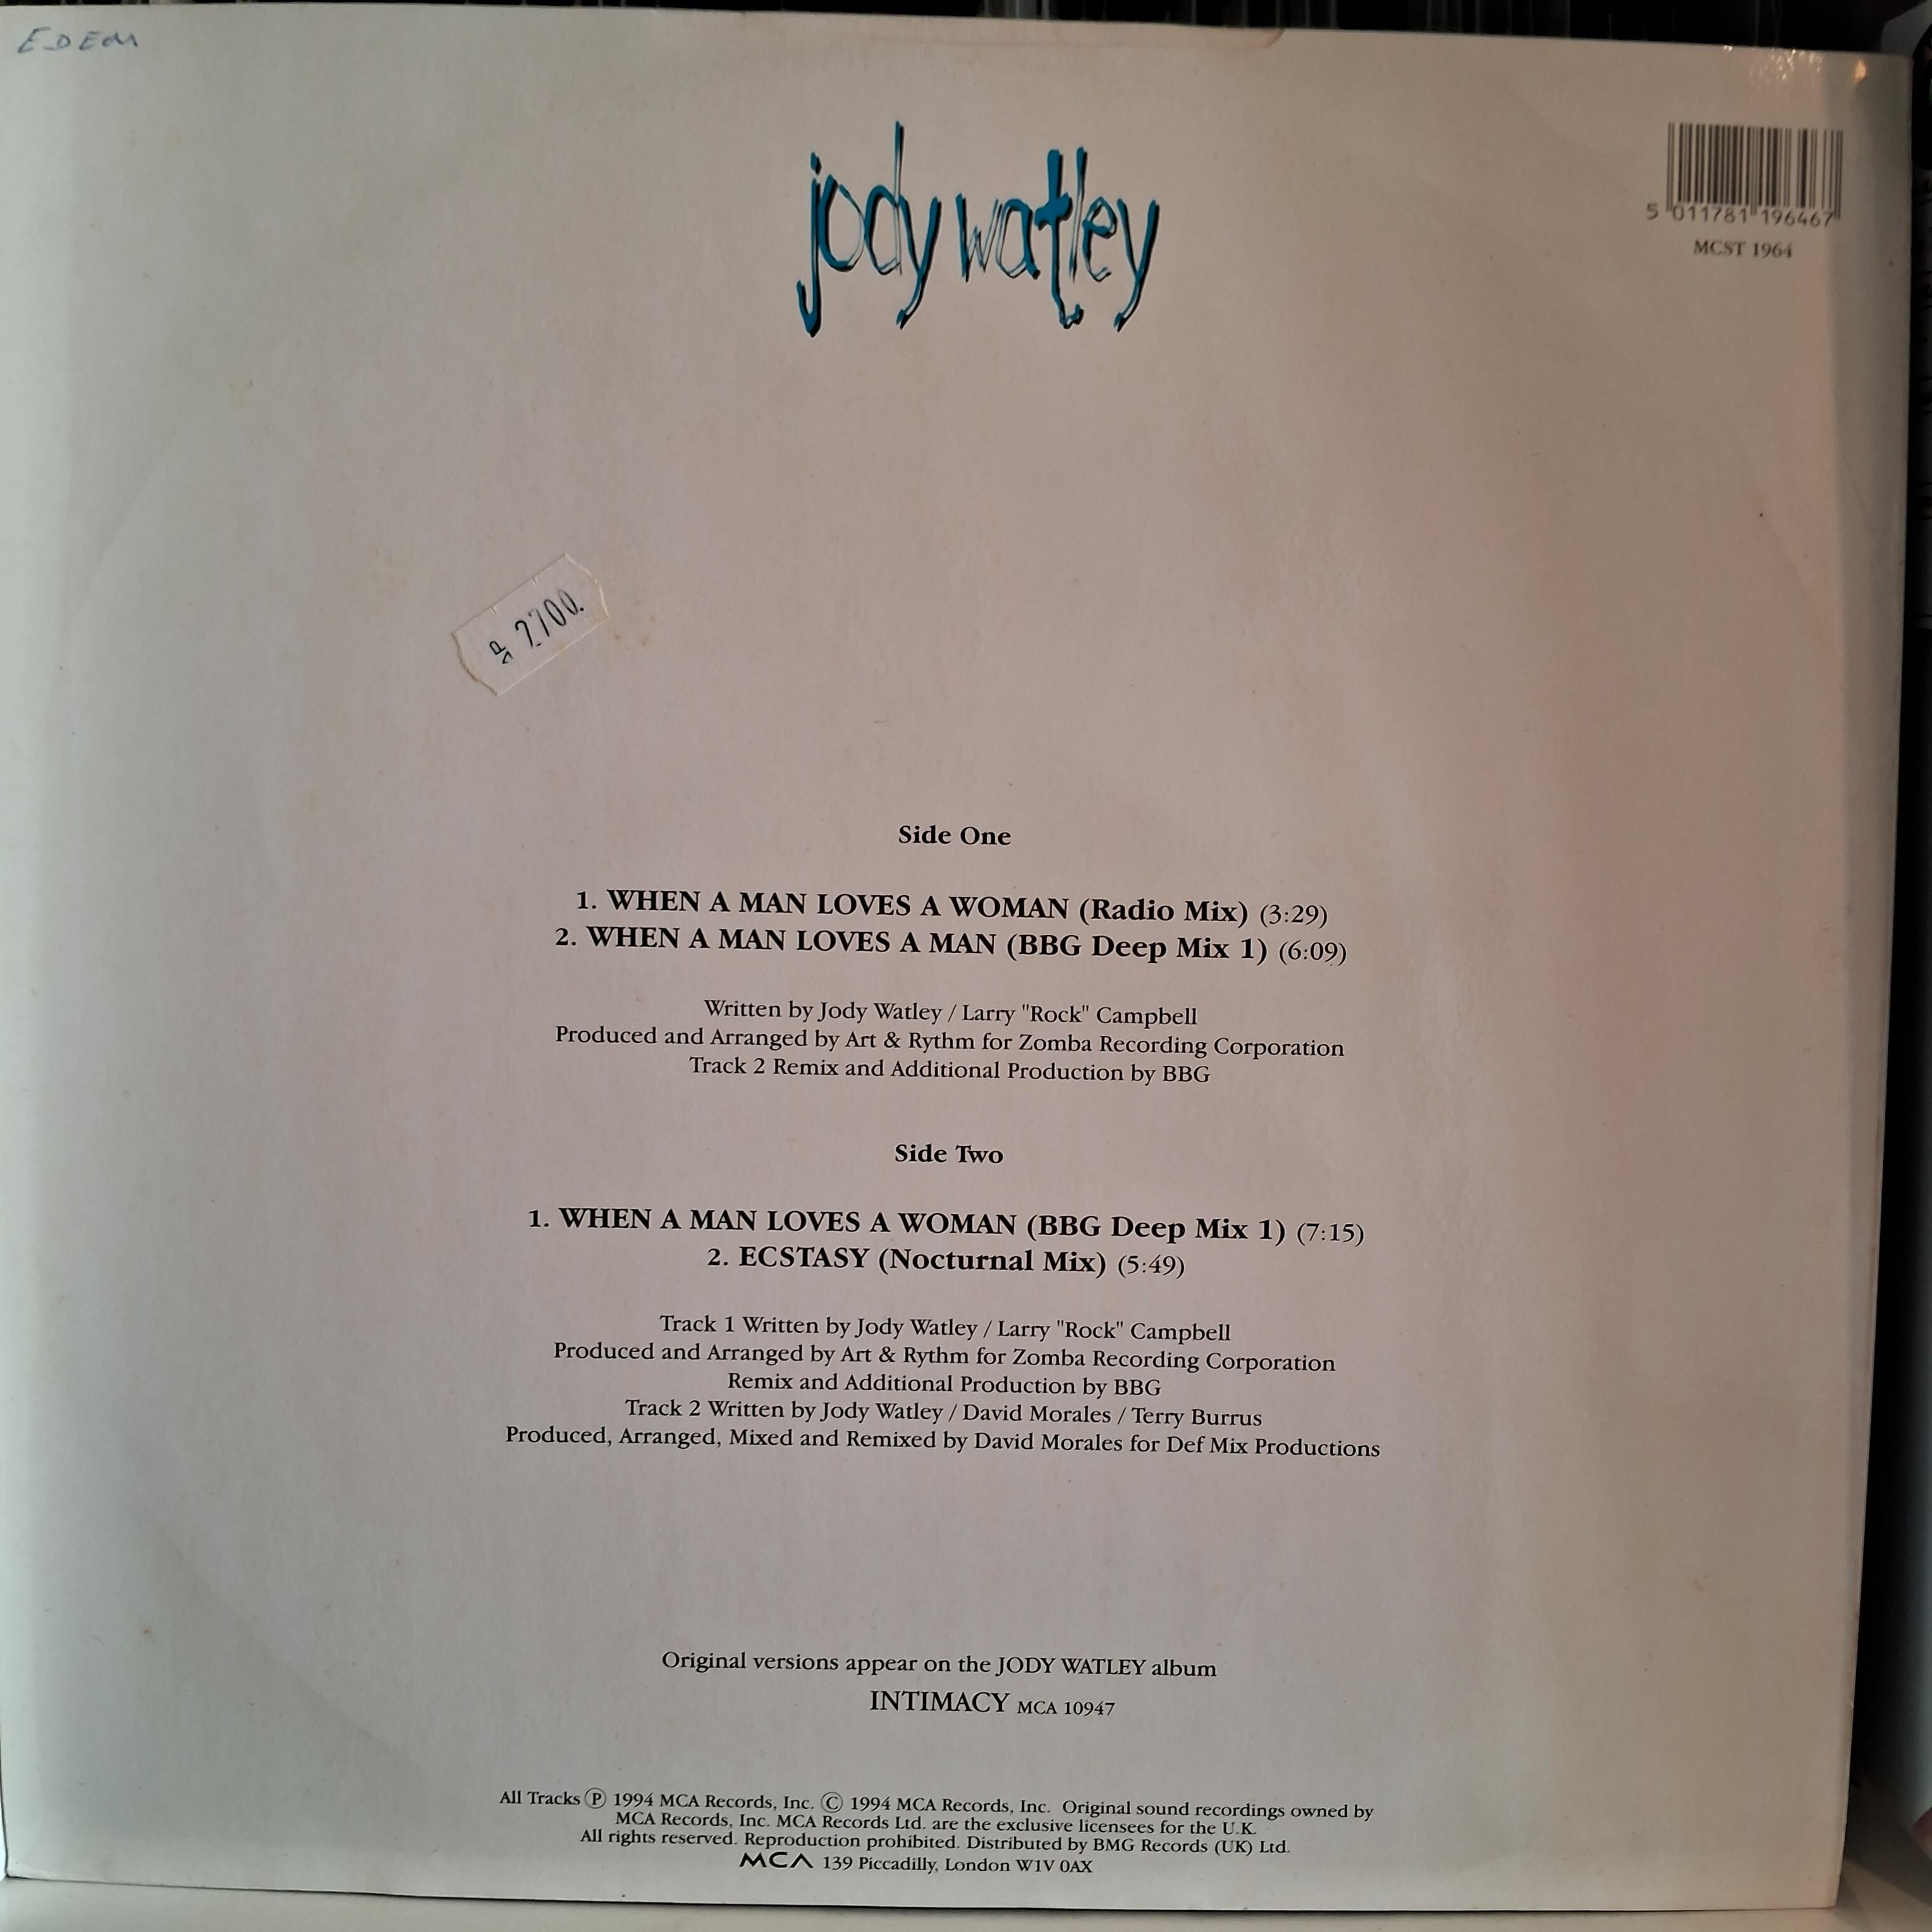 EDEM
jody watley
5 011781 196467
MCST 1964
2700.
Side One
1. WHEN A MAN LOVES A WOMAN (Radio Mix) (3:29)
2. WHEN A MAN LOVES A MAN (BBG Deep Mix 1) (6:09)
Written by Jody Watley / Larry "Rock" Campbell
Produced and Arranged by Art & Rythm for Zomba Recording Corporation
Track 2 Remix and Additional Production by BBG
Side Two
1. WHEN A MAN LOVES A WOMAN (BBG Deep Mix 1) (7:15)
2. ECSTASY (Nocturnal Mix) (5:49)
Track 1 Written by Jody Watley / Larry "Rock" Campbell
Produced and Arranged by Art & Rythm for Zomba Recording Corporation
Remix and Additional Production by BBG
Track 2 Written by Jody Watley / David Morales / Terry Burrus
Produced, Arranged, Mixed and Remixed by David Morales for Def Mix Productions
Original versions appear on the JODY WATLEY album
INTIMACY MCA 10947
All Tracks Ⓟ 1994 MCA Records, Inc. Ⓒ 1994 MCA Records, Inc. Original sound recordings owned by
MCA Records, Inc. MCA Records Ltd. are the exclusive licensees for the U.K.
All rights reserved. Reproduction prohibited. Distributed by BMG Records (UK) Ltd.
MCA 139 Piccadilly, London W1V 0AX